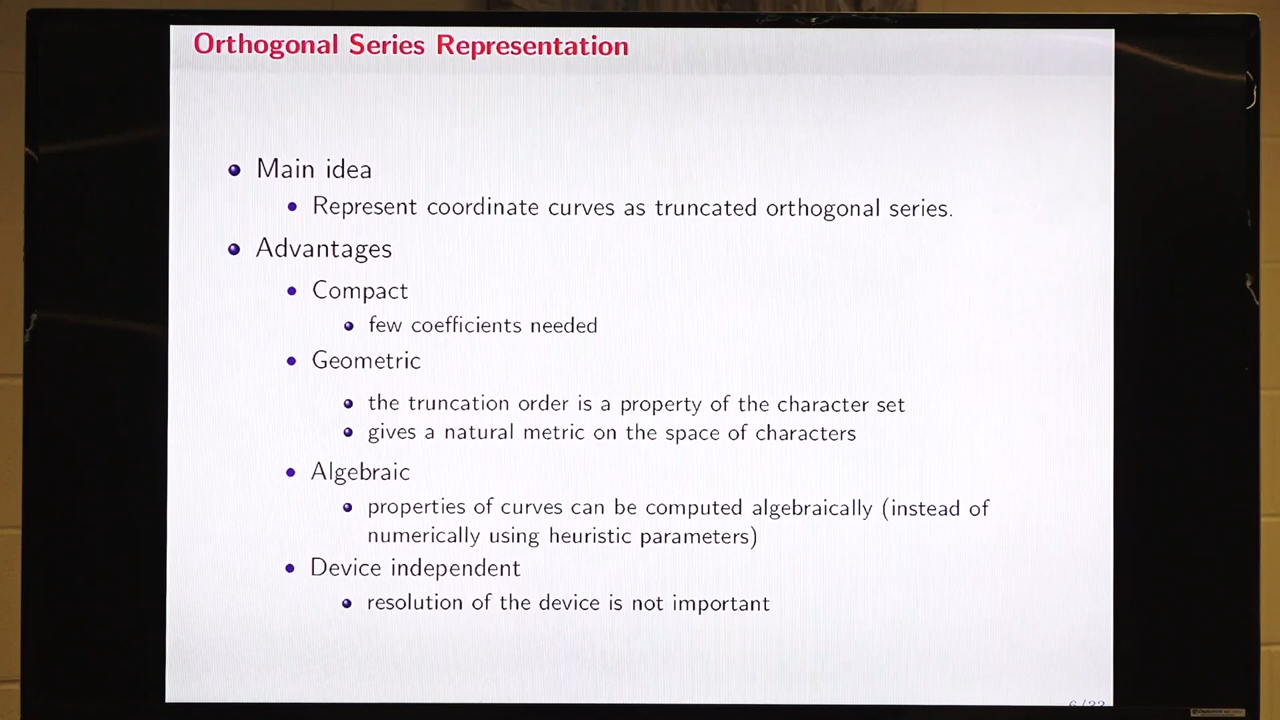 Orthogonal Series Representation
Main idea
Represent coordinate curves as truncated orthogonal series.
Advantages
Compact
few coefficients needed
Geometric
the truncation order is a property of the character set
gives a natural metric on the space of characters
Algebraic
properties of curves can be computed algebraically (instead of
numerically using heuristic parameters)
Device independent
resolution of the device is not important